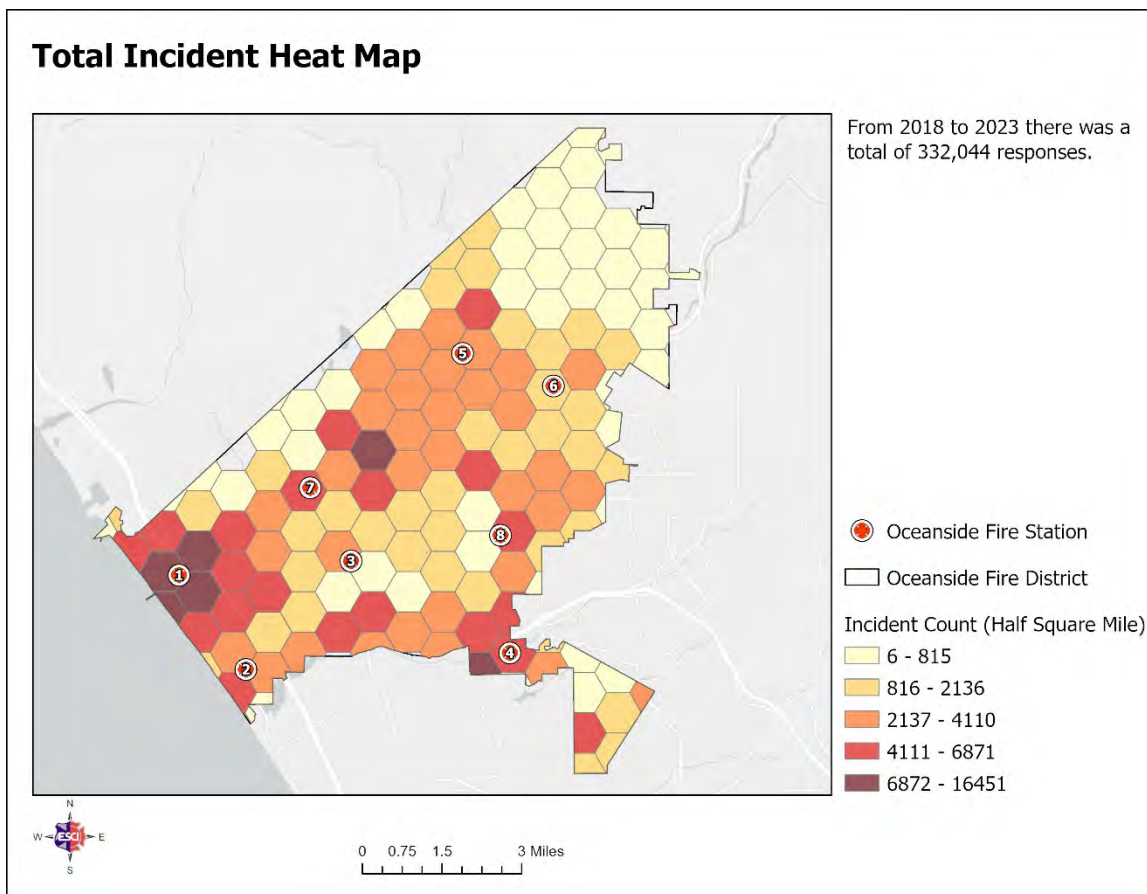 Total Incident Heat Map
From 2018 to 2023 there was a
total of 332,044 responses.
5
6
7
8
1
3
4
2
Oceanside Fire Station
Oceanside Fire District
Incident Count (Half Square Mile)
6 - 815
816 - 2136
2137 - 4110
4111 - 6871
6872 - 16451
N
W ESCI E
S
0 0.75 1.5 3 Miles